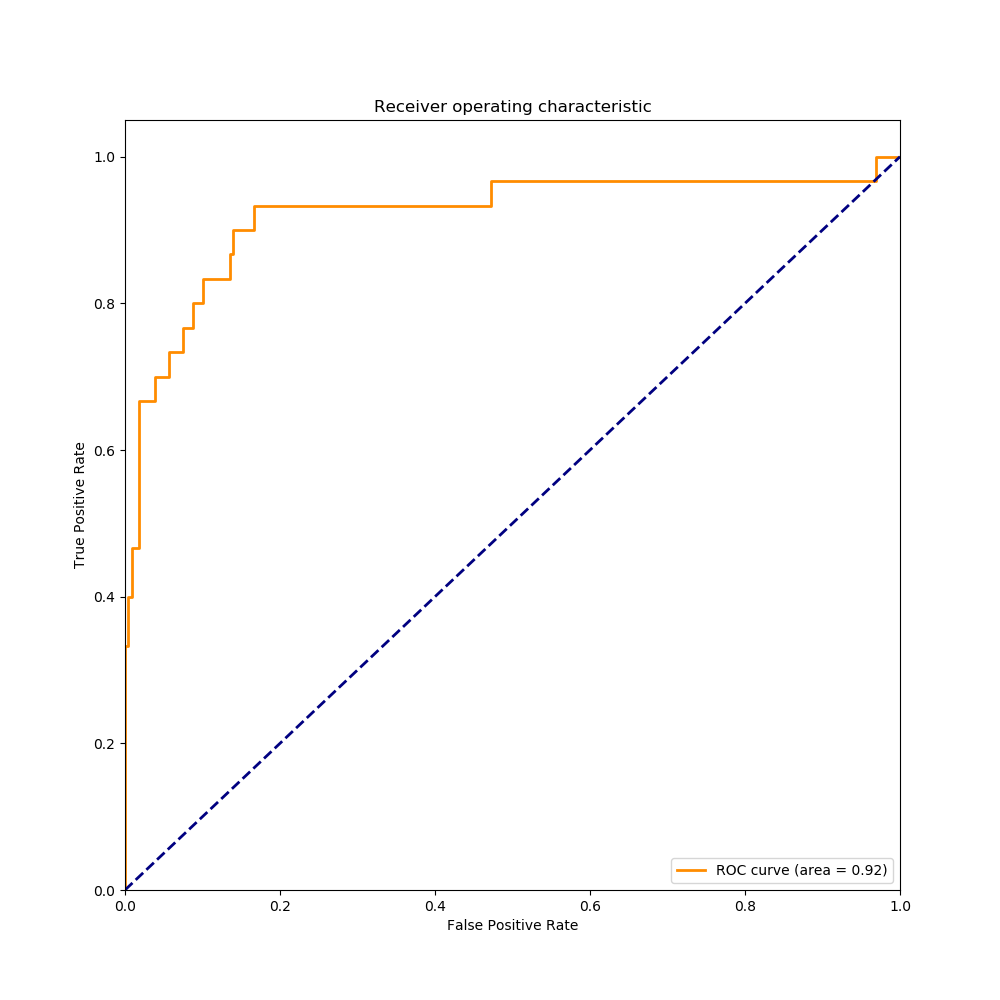 Receiver operating characteristic
True Positive Rate
1.0
0.8
0.6
0.4
0.2
0.0
ROC curve (area = 0.92)
0.0 0.2 0.4 0.6 0.8 1.0
False Positive Rate